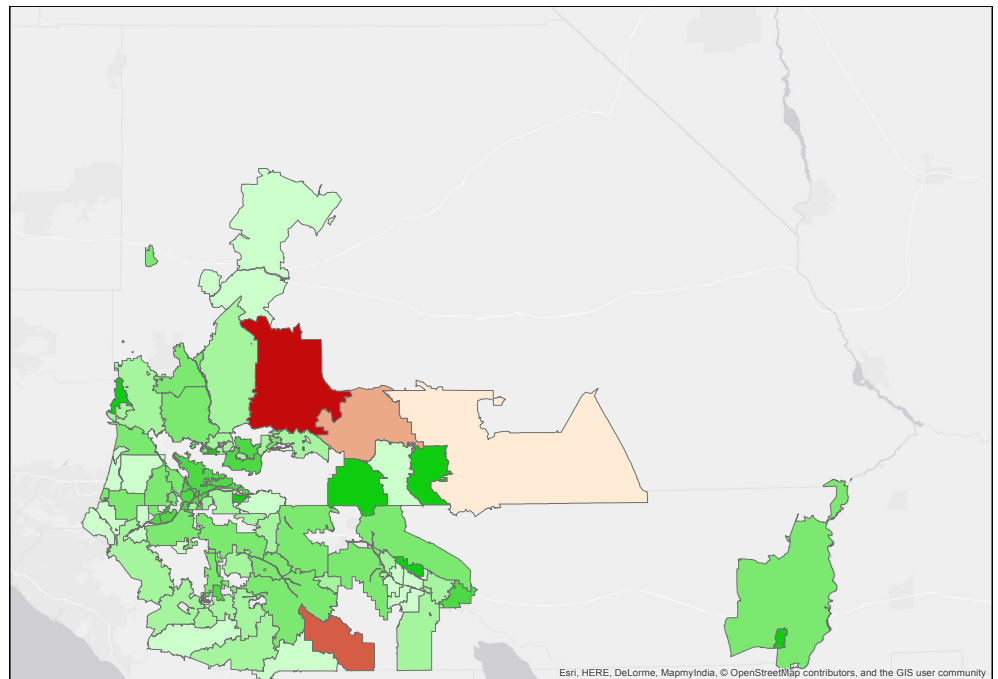 Esri, HERE, DeLorme, MapmyIndia, © OpenStreetMap contributors, and the GIS user community